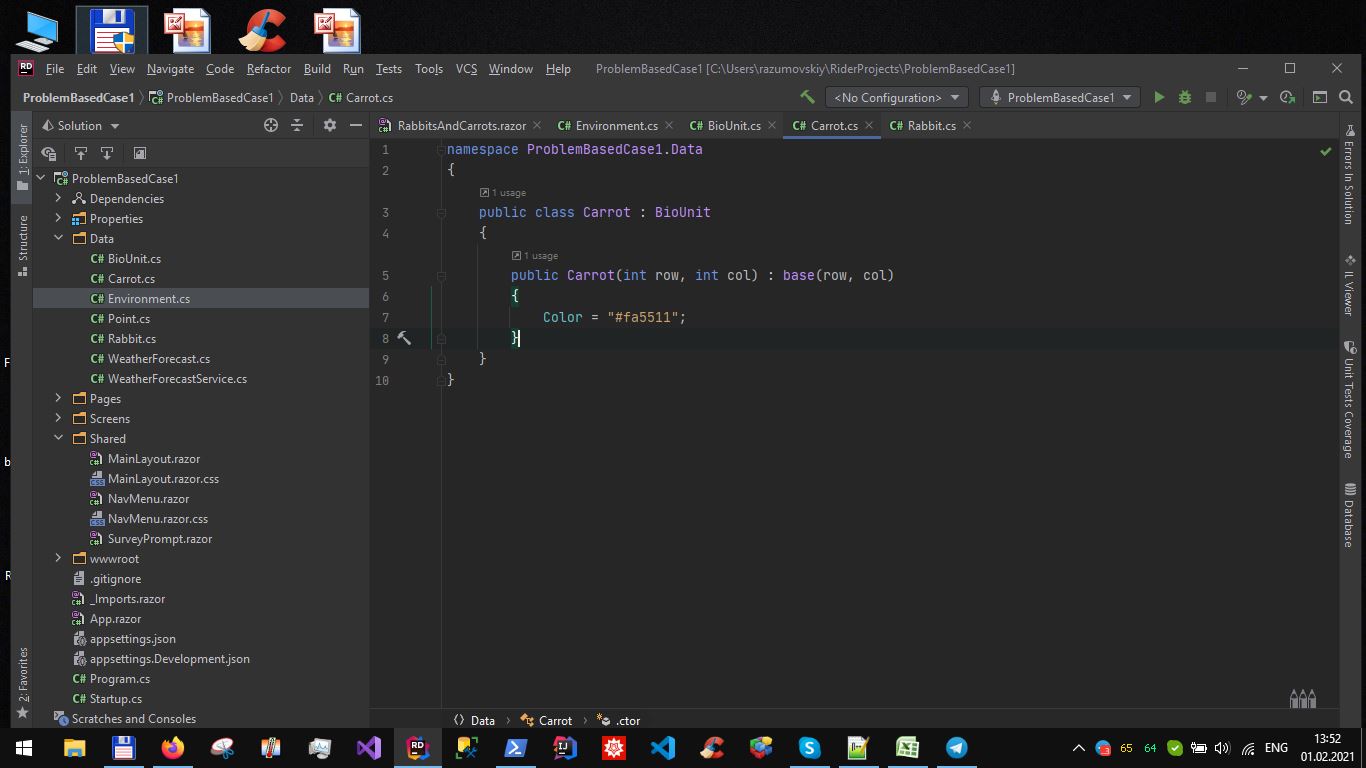 File Edit View Navigate Code Refactor Build Run Tests Tools VCS Window Help ProblemBasedCase1 [C:\Users\razumovskiy\RiderProjects\ProblemBasedCase1]
ProblemBasedCase1 ProblemBasedCase1 Data C# Carrot.cs <No Configuration> ProblemBasedCase1
1: Explorer
Structure
2: Favorites
Solution
ProblemBasedCase1
Dependencies
Properties
Data
C# BioUnit.cs
C# Carrot.cs
C# Environment.cs
C# Point.cs
C# Rabbit.cs
C# WeatherForecast.cs
C# WeatherForecastService.cs
Pages
Screens
Shared
MainLayout.razor
MainLayout.razor.css
NavMenu.razor
NavMenu.razor.css
SurveyPrompt.razor
wwwroot
.gitignore
_Imports.razor
App.razor
appsettings.json
appsettings.Development.json
C# Program.cs
C# Startup.cs
Scratches and Consoles
RabbitsAndCarrots.razor C# Environment.cs C# BioUnit.cs C# Carrot.cs C# Rabbit.cs
1 namespace ProblemBasedCase1.Data
2 {
1 usage
3 public class Carrot : BioUnit
4 {
1 usage
5 public Carrot(int row, int col) : base(row, col)
6 {
7 Color = "#fa5511";
8 }
9 }
10 }
Errors In Solution
IL Viewer
Unit Tests Coverage
Database
Data Carrot .ctor
65 64 ENG 13:52
01.02.2021